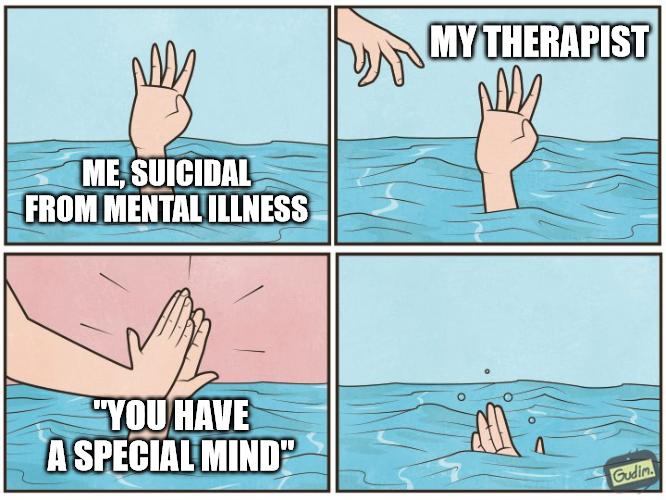 ME, SUICIDAL
FROM MENTAL ILLNESS
MY THERAPIST
"YOU HAVE
A SPECIAL MIND"
Gudim.